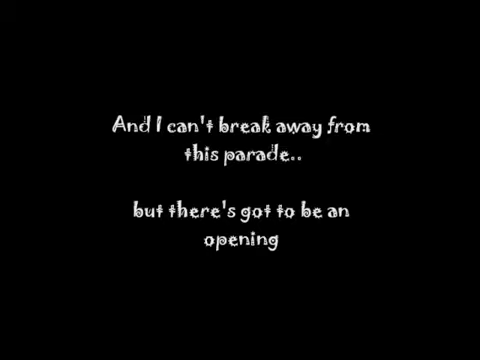 And I can't break away from
this parade..
but there's got to be an
opening